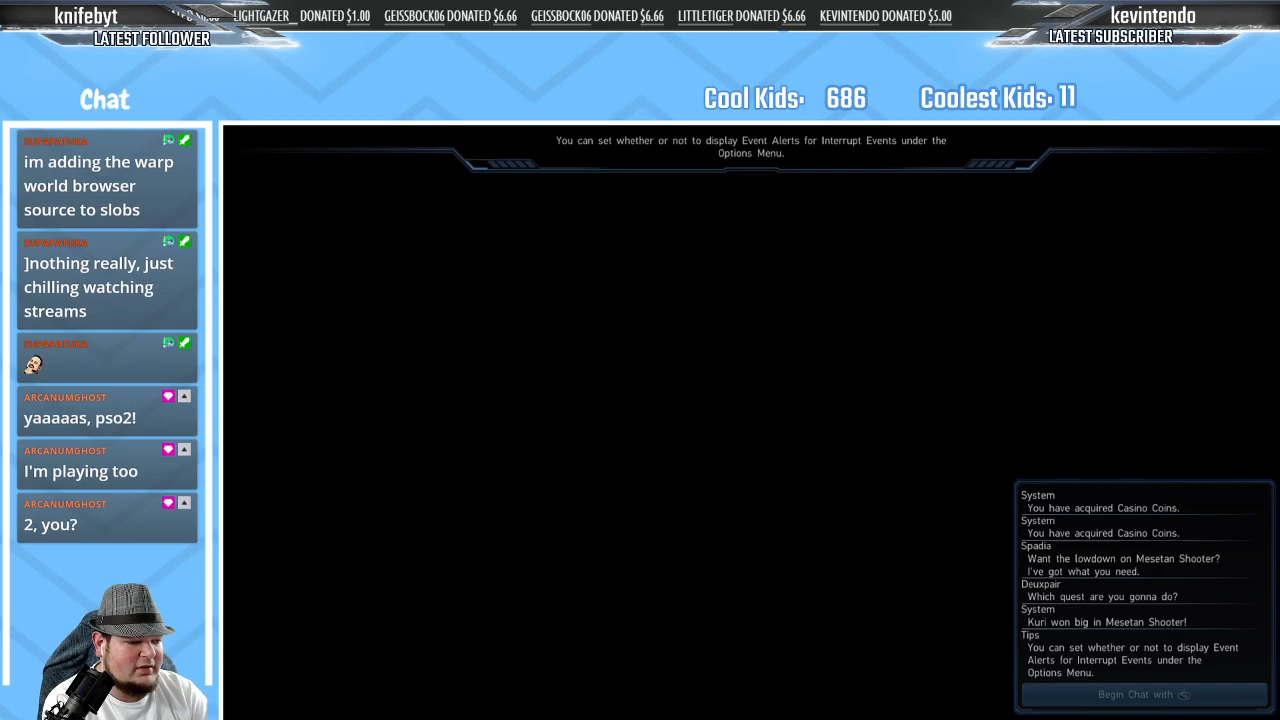 knifebyt
LATEST FOLLOWER
LIGHTGAZER_ DONATED $1.00 GEISSBOCK06 DONATED $6.66 GEISSBOCK06 DONATED $6.66 LITTLETIGER DONATED $6.66 KEVINTENDO DONATED $5.00
kevintendo
LATEST SUBSCRIBER
Chat
Cool Kids: 686
Coolest Kids: 11
im adding the warp
world browser
source to slobs
]nothing really, just
chilling watching
streams
ARCANUMGHOST
yaaaaas, pso2!
ARCANUMGHOST
I'm playing too
ARCANUMGHOST
2, you?
You can set whether or not to display Event Alerts for Interrupt Events under the
Options Menu.
System
You have acquired Casino Coins.
System
You have acquired Casino Coins.
Spadia
Want the lowdown on Mesetan Shooter?
I've got what you need.
Deuxpair
Which quest are you gonna do?
System
Kuri won big in Mesetan Shooter!
Tips
You can set whether or not to display Event
Alerts for Interrupt Events under the
Options Menu.
Begin Chat with